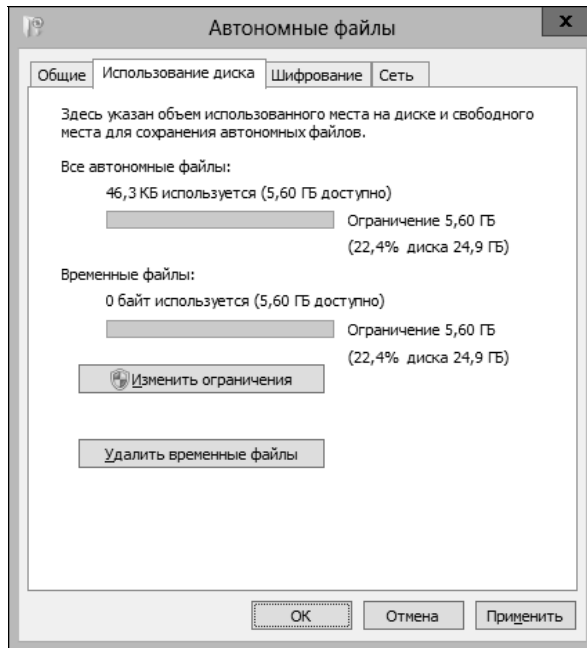 Автономные файлы
x
Общие
Использование диска
Шифрование
Сеть
Здесь указан объем использованного места на диске и свободного
места для сохранения автономных файлов.
Все автономные файлы:
46,3 КБ используется (5,60 ГБ доступно)
Ограничение 5,60 ГБ
(22,4% диска 24,9 ГБ)
Временные файлы:
0 байт используется (5,60 ГБ доступно)
Ограничение 5,60 ГБ
(22,4% диска 24,9 ГБ)
Изменить ограничения
Удалить временные файлы
ОК
Отмена
Применить